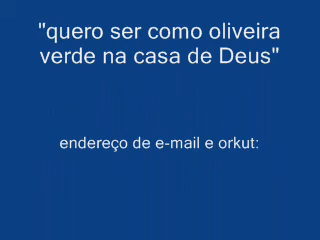 "quero ser como oliveira
verde na casa de Deus"
endereço de e-mail e orkut: